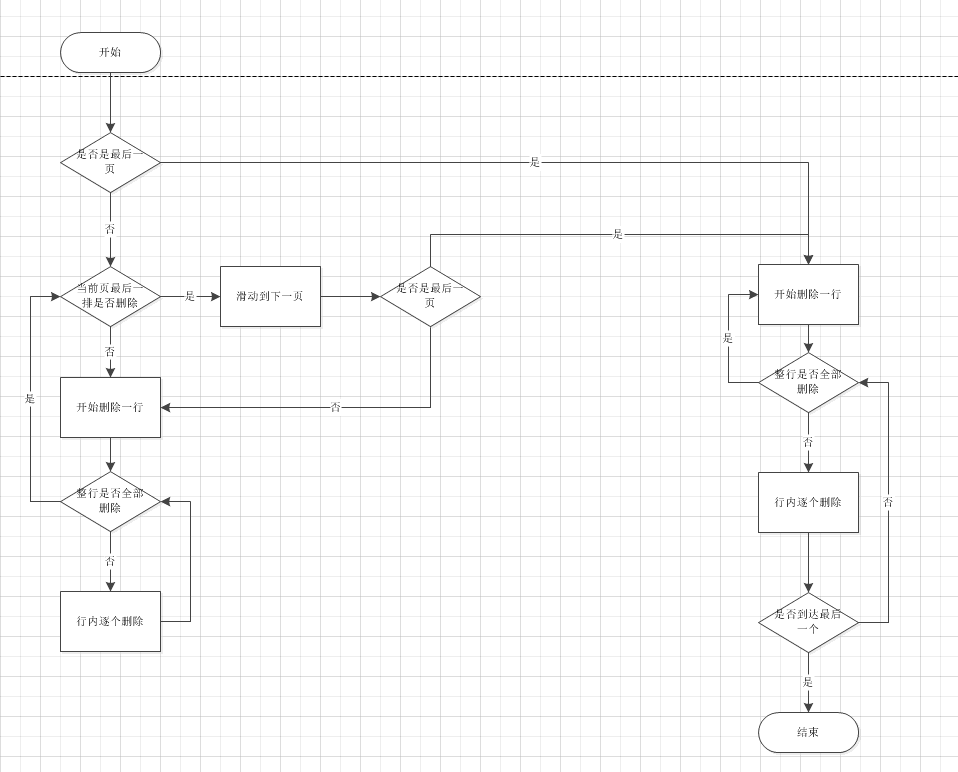 开始
是否是最后一
页
是
否
是
当前页最后一
排是否删除
是
滑动到下一页
是否是最后一
页
开始删除一行
否
是
整行是否全部
删除
是
开始删除一行
否
整行是否全部
删除
否
行内逐个删除
否
否
行内逐个删除
是否到达最后
一个
是
结束